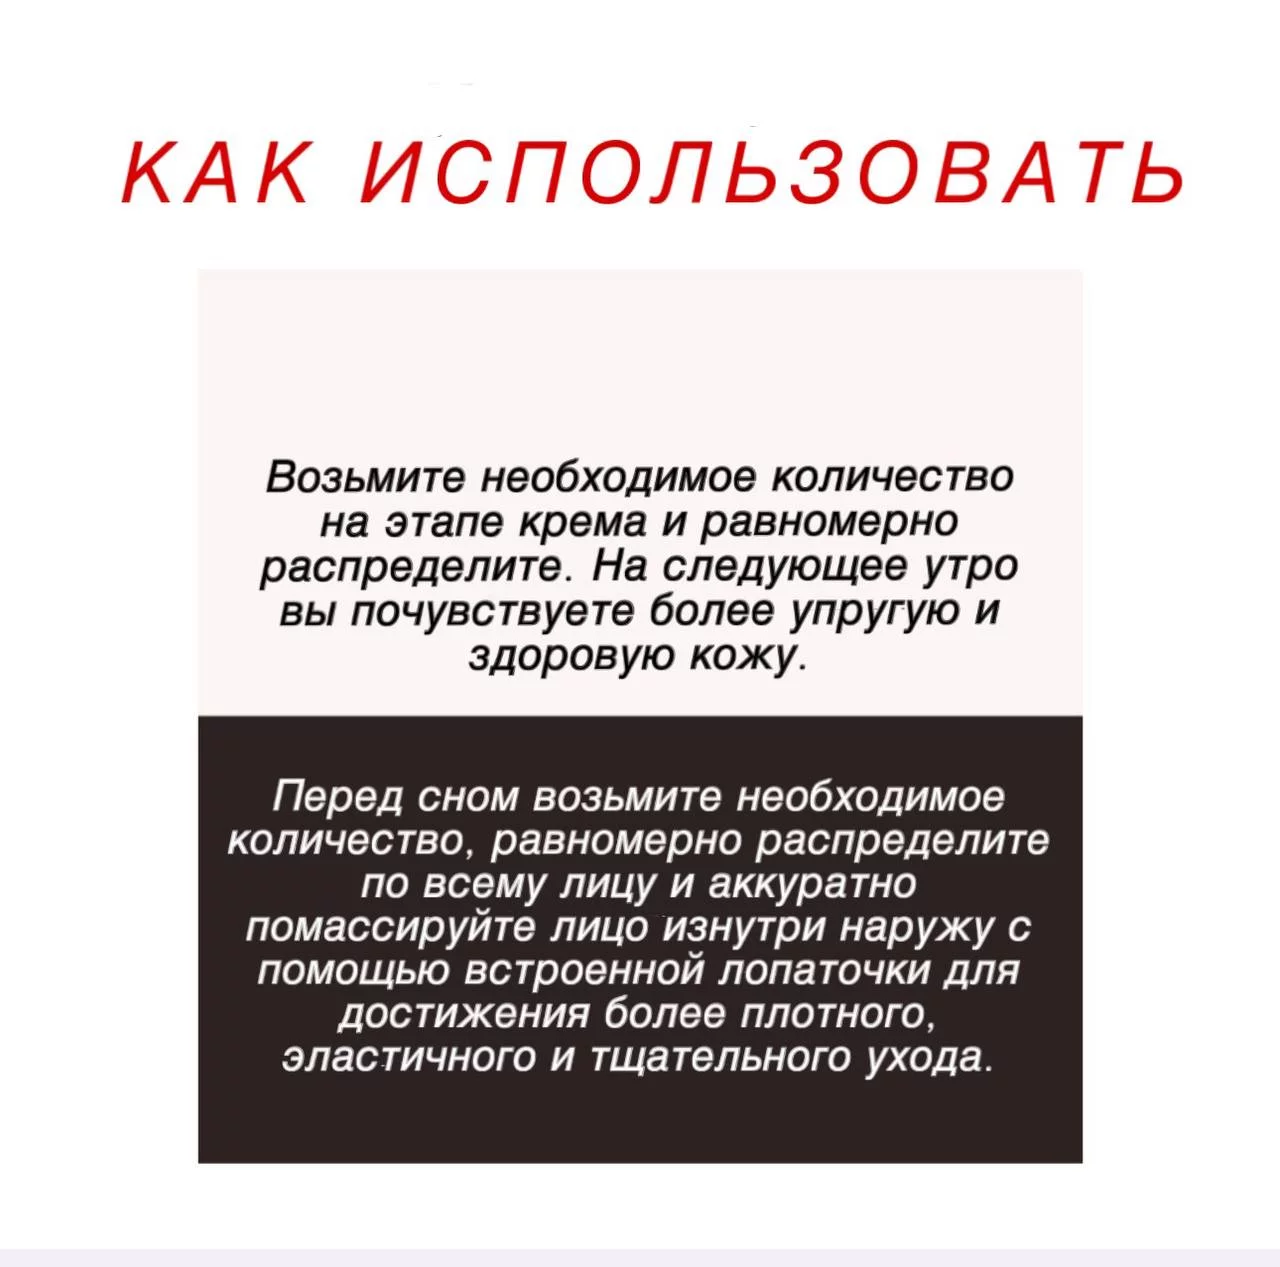 КАК ИСПОЛЬЗОВАТЬ
Возьмите необходимое количество
на этапе крема и равномерно
распределите. На следующее утро
вы почувствуете более упругую и
здоровую кожу.
Перед сном возьмите необходимое
количество, равномерно распределите
по всему лицу и аккуратно
помассируйте лицо изнутри наружу с
помощью встроенной лопаточки для
достижения более плотного,
эластичного и тщательного ухода.